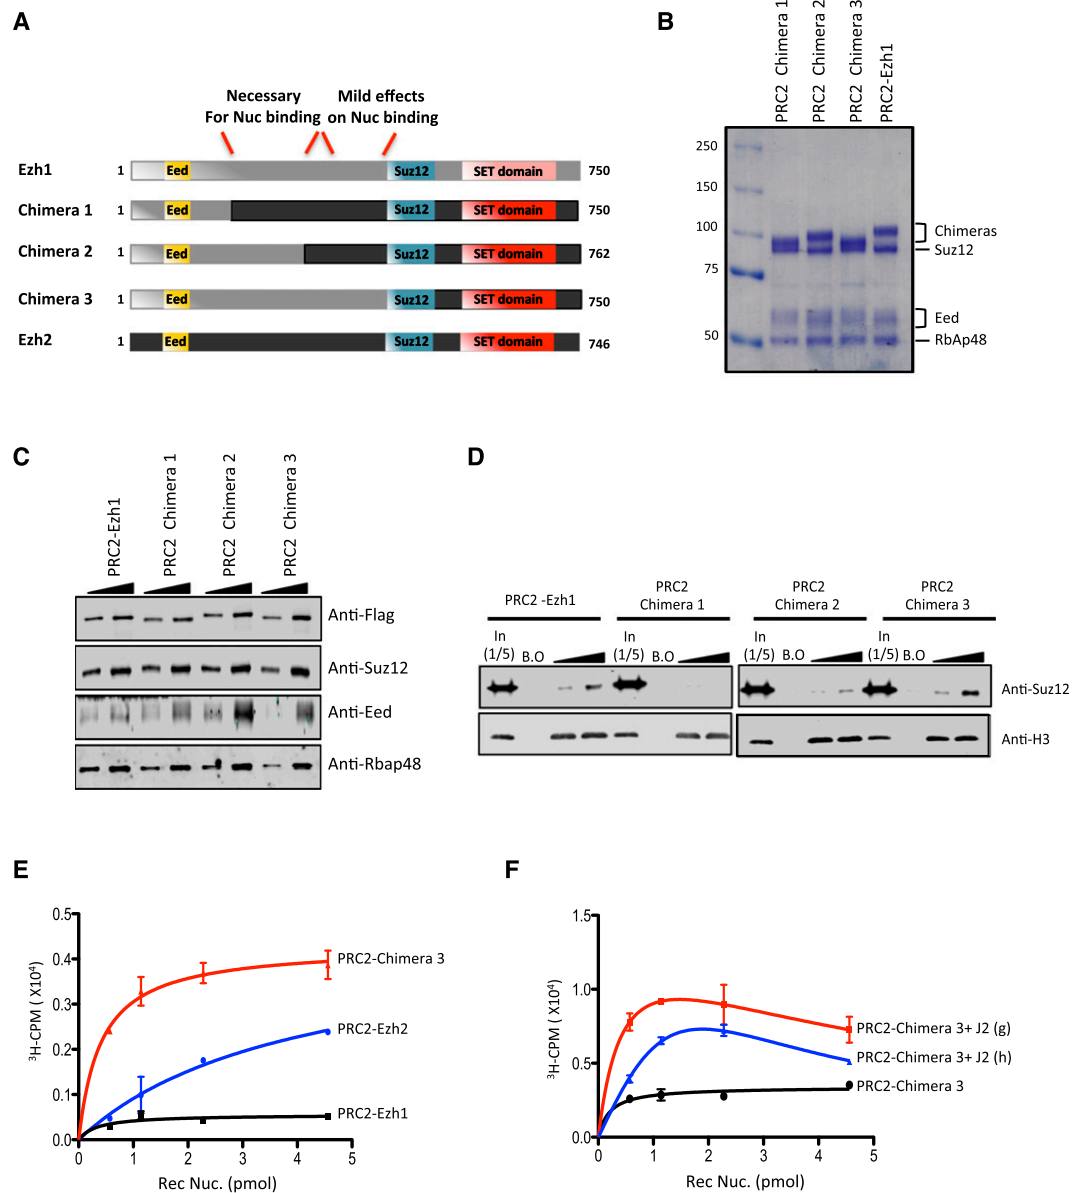 A
Necessary
For Nuc binding
Mild effects
on Nuc binding
Ezh1 1 Eed Suz12 SET domain 750
Chimera 1 1 Eed Suz12 SET domain 750
Chimera 2 1 Eed Suz12 SET domain 762
Chimera 3 1 Eed Suz12 SET domain 750
Ezh2 1 Eed Suz12 SET domain 746
B
PRC2 Chimera 1
PRC2 Chimera 2
PRC2 Chimera 3
PRC2-Ezh1
250
150
100
75
50
Chimeras
Suz12
Eed
RbAp48
C
PRC2-Ezh1
PRC2 Chimera 1
PRC2 Chimera 2
PRC2 Chimera 3
Anti-Flag
Anti-Suz12
Anti-Eed
Anti-Rbap48
D
PRC2 -Ezh1
PRC2
Chimera 1
PRC2
Chimera 2
PRC2
Chimera 3
In
(1/5) B.O
In
(1/5) B.O
In
(1/5) B.O
In
(1/5) B.O
Anti-Suz12
Anti-H3
E
³H-CPM ( X10⁴)
0.5
0.4
0.3
0.2
0.1
0.0
0 1 2 3 4 5
Rec Nuc. (pmol)
PRC2-Chimera 3
PRC2-Ezh2
PRC2-Ezh1
F
³H-CPM ( X10⁴)
1.5
1.0
0.5
0.0
0 1 2 3 4 5
Rec Nuc. (pmol)
PRC2-Chimera 3+ J2 (g)
PRC2-Chimera 3+ J2 (h)
PRC2-Chimera 3